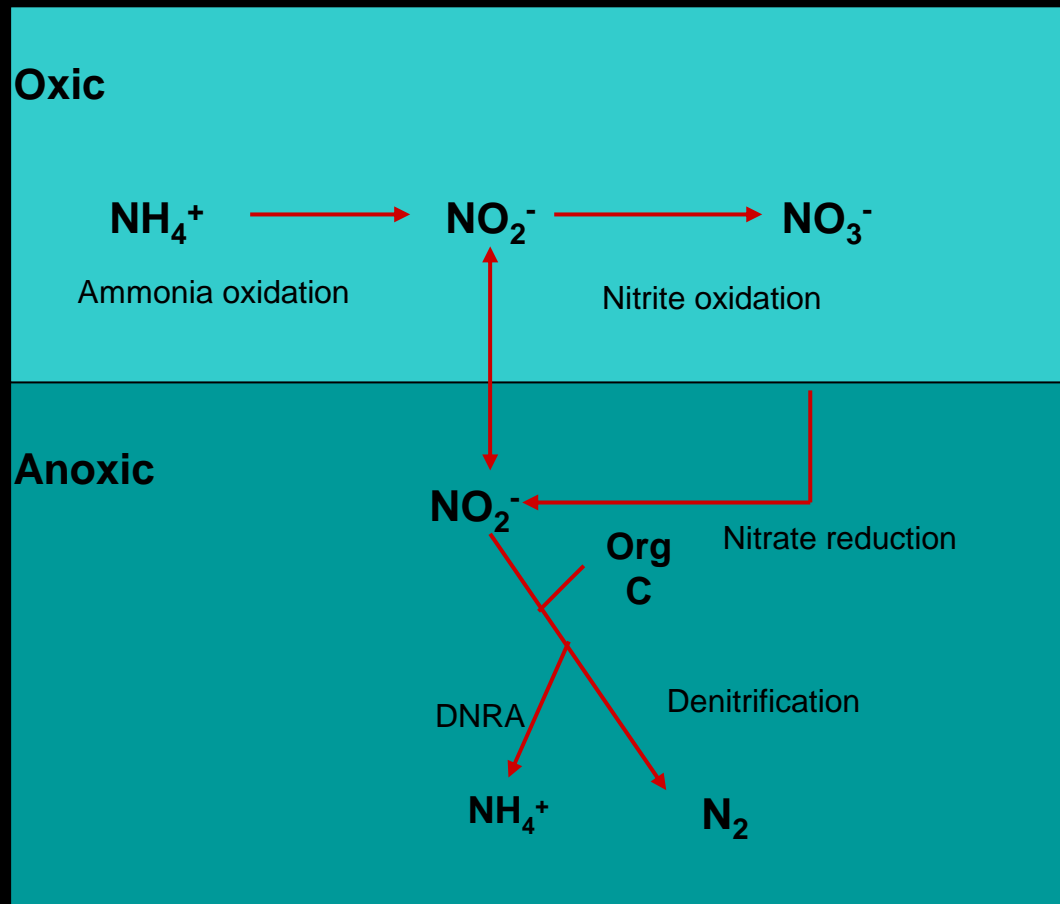 Oxic
NH₄⁺ NO₂⁻ NO₃⁻
Ammonia oxidation Nitrite oxidation
Anoxic
NO₂⁻
Org
C
Nitrate reduction
DNRA Denitrification
NH₄⁺ N₂